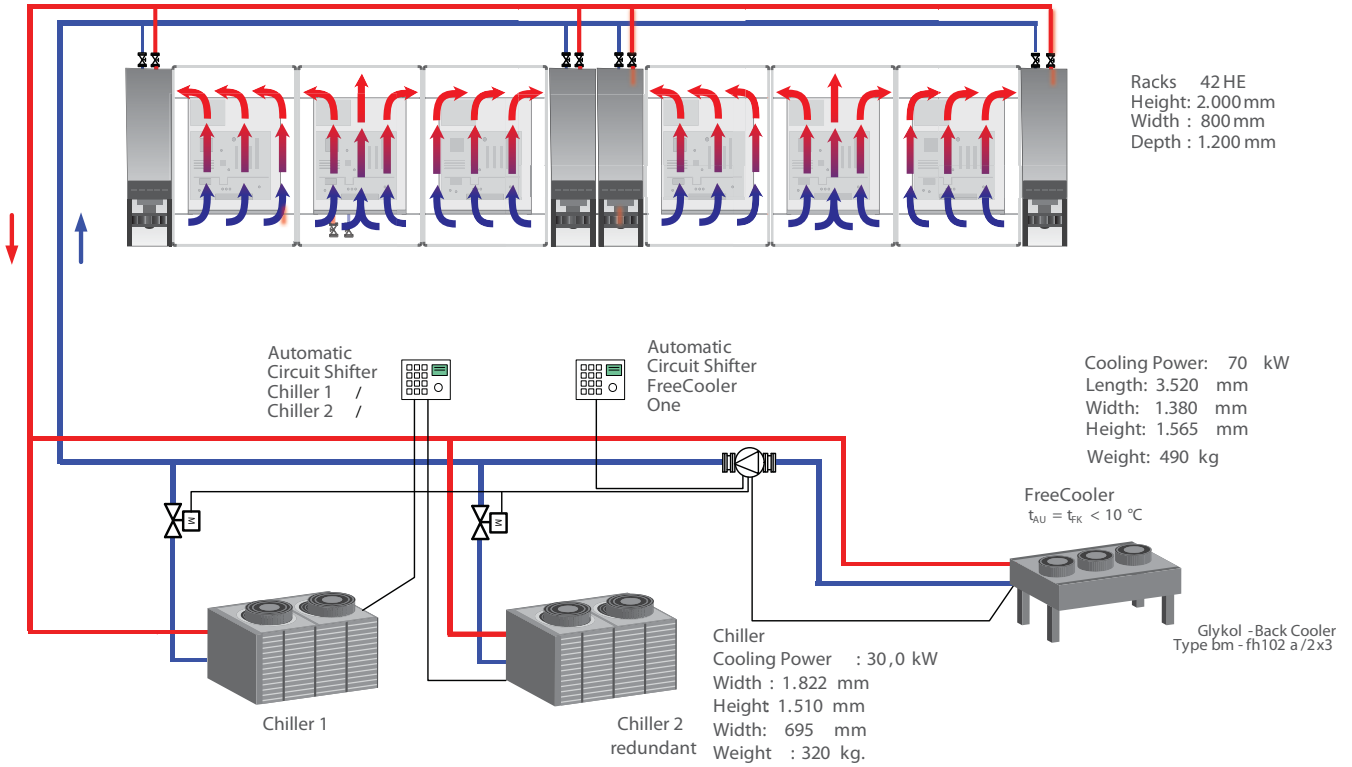 Racks 42 HE
Height: 2.000 mm
Width : 800 mm
Depth : 1.200 mm
Automatic
Circuit Shifter
Chiller 1 /
Chiller 2 /
Automatic
Circuit Shifter
FreeCooler
One
Cooling Power: 70 kW
Length: 3.520 mm
Width: 1.380 mm
Height: 1.565 mm
Weight: 490 kg
FreeCooler
tAU = tFK < 10 °C
M
M
Glykol -Back Cooler
Type bm - fh102 a /2x3
Chiller 1
Chiller 2
redundant
Chiller
Cooling Power : 30,0 kW
Width : 1.822 mm
Height: 1.510 mm
Width: 695 mm
Weight : 320 kg.